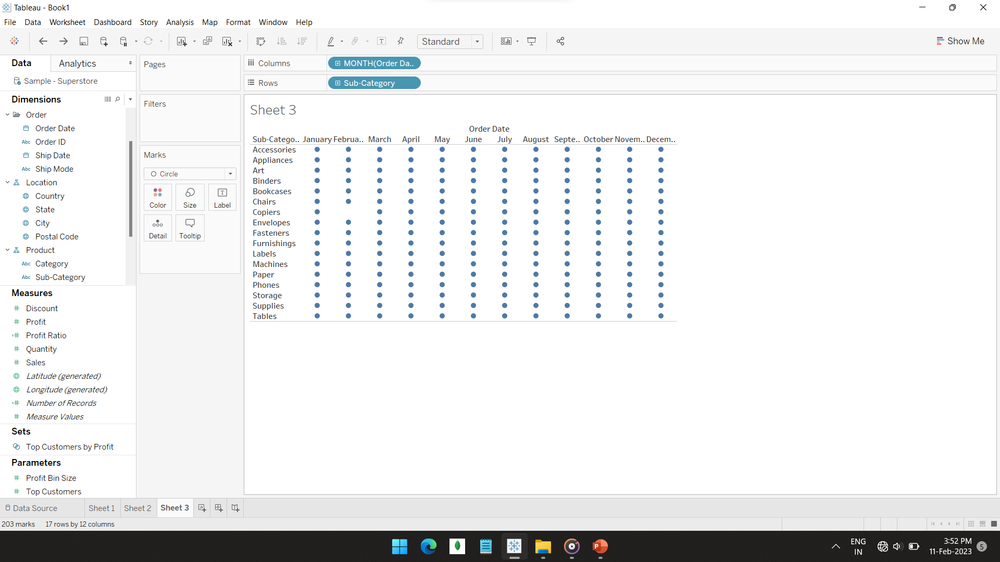 Tableau - Book1
File Data Worksheet Dashboard Story Analysis Map Format Window Help
Standard
Show Me
Data Analytics
Sample - Superstore
Dimensions
Order
Order Date
Abc Order ID
Ship Date
Abc Ship Mode
Location
Country
State
City
Postal Code
Product
Abc Category
Abc Sub-Category
Measures
Discount
Profit
Profit Ratio
Quantity
Sales
Latitude (generated)
Longitude (generated)
Number of Records
Measure Values
Sets
Top Customers by Profit
Parameters
Profit Bin Size
Top Customers
Pages
Filters
Marks
Circle
Color Size Label
Detail Tooltip
Columns MONTH(Order Da..
Rows Sub-Category
Sheet 3
Order Date
Sub-Catego.. January Februa.. March April May June July August Septe.. October Novem.. Decem..
Accessories
Appliances
Art
Binders
Bookcases
Chairs
Copiers
Envelopes
Fasteners
Furnishings
Labels
Machines
Paper
Phones
Storage
Supplies
Tables
Data Source Sheet 1 Sheet 2 Sheet 3
203 marks 17 rows by 12 columns
ENG
IN
3:52 PM
11-Feb-2023
5